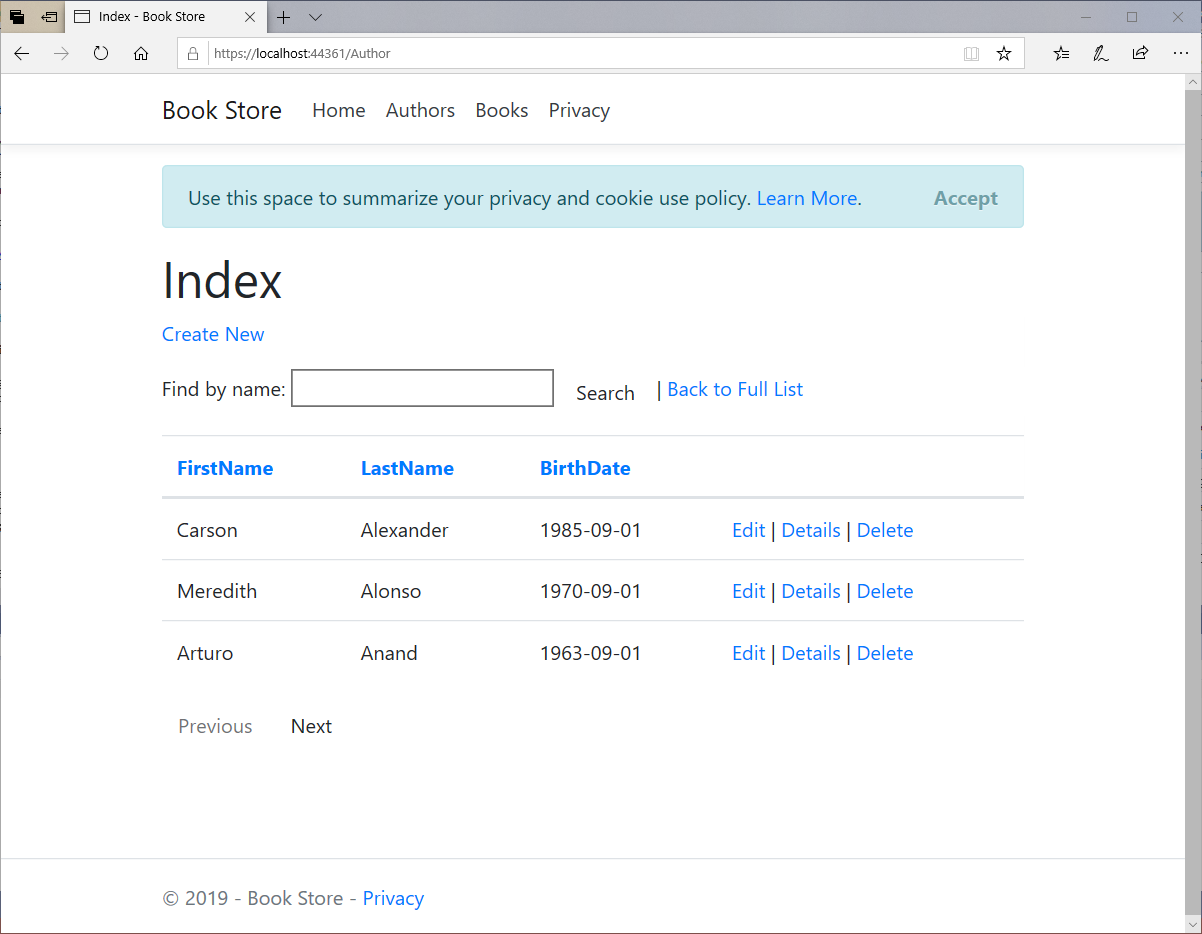 Index - Book Store
https://localhost:44361/Author
Book Store Home Authors Books Privacy
Use this space to summarize your privacy and cookie use policy. Learn More. Accept
Index
Create New
Find by name: Search | Back to Full List
FirstName LastName BirthDate
Carson Alexander 1985-09-01 Edit | Details | Delete
Meredith Alonso 1970-09-01 Edit | Details | Delete
Arturo Anand 1963-09-01 Edit | Details | Delete
Previous Next
© 2019 - Book Store - Privacy